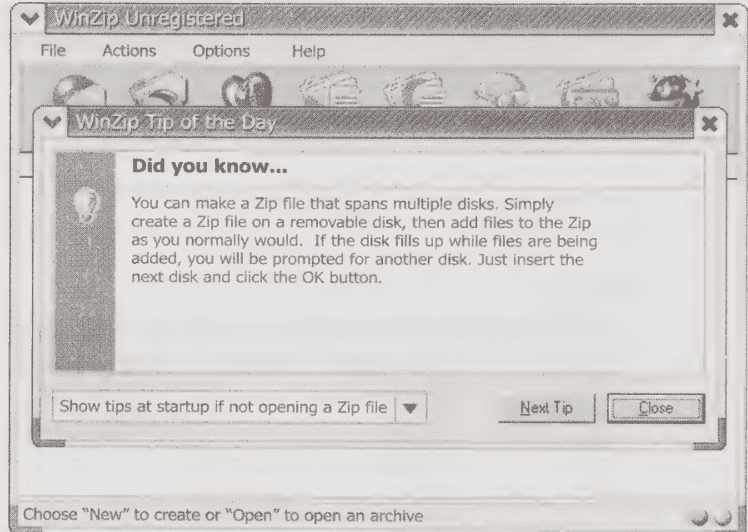 WinZip Unregistered
File Actions Options Help
WinZip Tip of the Day
Did you know...
You can make a Zip file that spans multiple disks. Simply
create a Zip file on a removable disk, then add files to the Zip
as you normally would. If the disk fills up while files are being
added, you will be prompted for another disk. Just insert the
next disk and click the OK button.
Show tips at startup if not opening a Zip file
Next Tip Close
Choose “New” to create or “Open” to open an archive